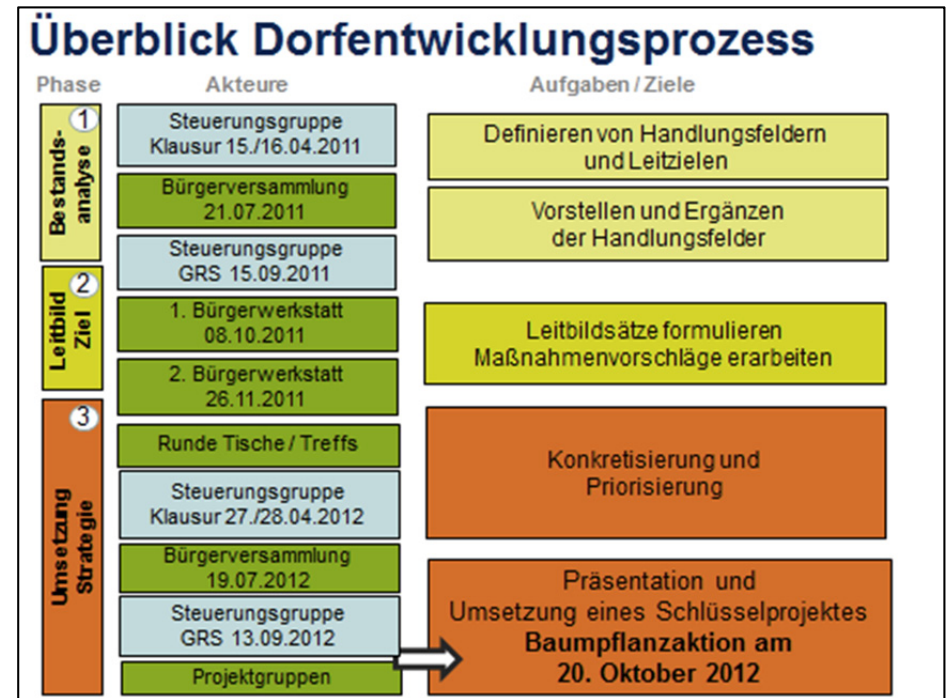 Überblick Dorfentwicklungsprozess
Phase Akteure Aufgaben / Ziele
1
Bestands-
analyse
Steuerungsgruppe
Klausur 15./16.04.2011
Definieren von Handlungsfeldern
und Leitzielen
Bürgerversammlung
21.07.2011
Vorstellen und Ergänzen
der Handlungsfelder
Steuerungsgruppe
GRS 15.09.2011
2
Leitbild
Ziel
1. Bürgerwerkstatt
08.10.2011
Leitbildsätze formulieren
Maßnahmenvorschläge erarbeiten
2. Bürgerwerkstatt
26.11.2011
3
Umsetzung
Strategie
Runde Tische / Treffs
Konkretisierung und
Priorisierung
Steuerungsgruppe
Klausur 27./28.04.2012
Bürgerversammlung
19.07.2012
Präsentation und
Umsetzung eines Schlüsselprojektes
Baumpflanzaktion am
20. Oktober 2012
Steuerungsgruppe
GRS 13.09.2012
Projektgruppen